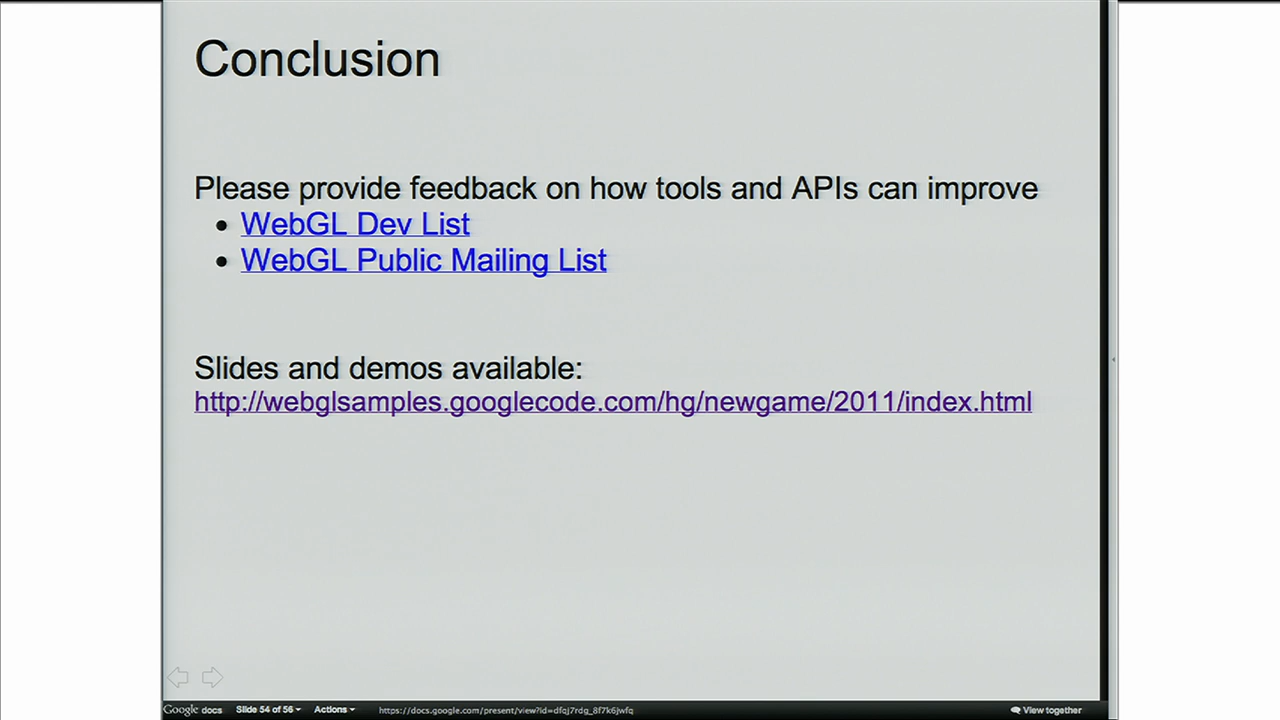 Conclusion
Please provide feedback on how tools and APIs can improve
• WebGL Dev List
• WebGL Public Mailing List
Slides and demos available:
http://webglsamples.googlecode.com/hg/newgame/2011/index.html
Google docs Slide 54 of 56 Actions https://docs.google.com/present/view?id=dfqj7rdg_8f7k6jwfq View together